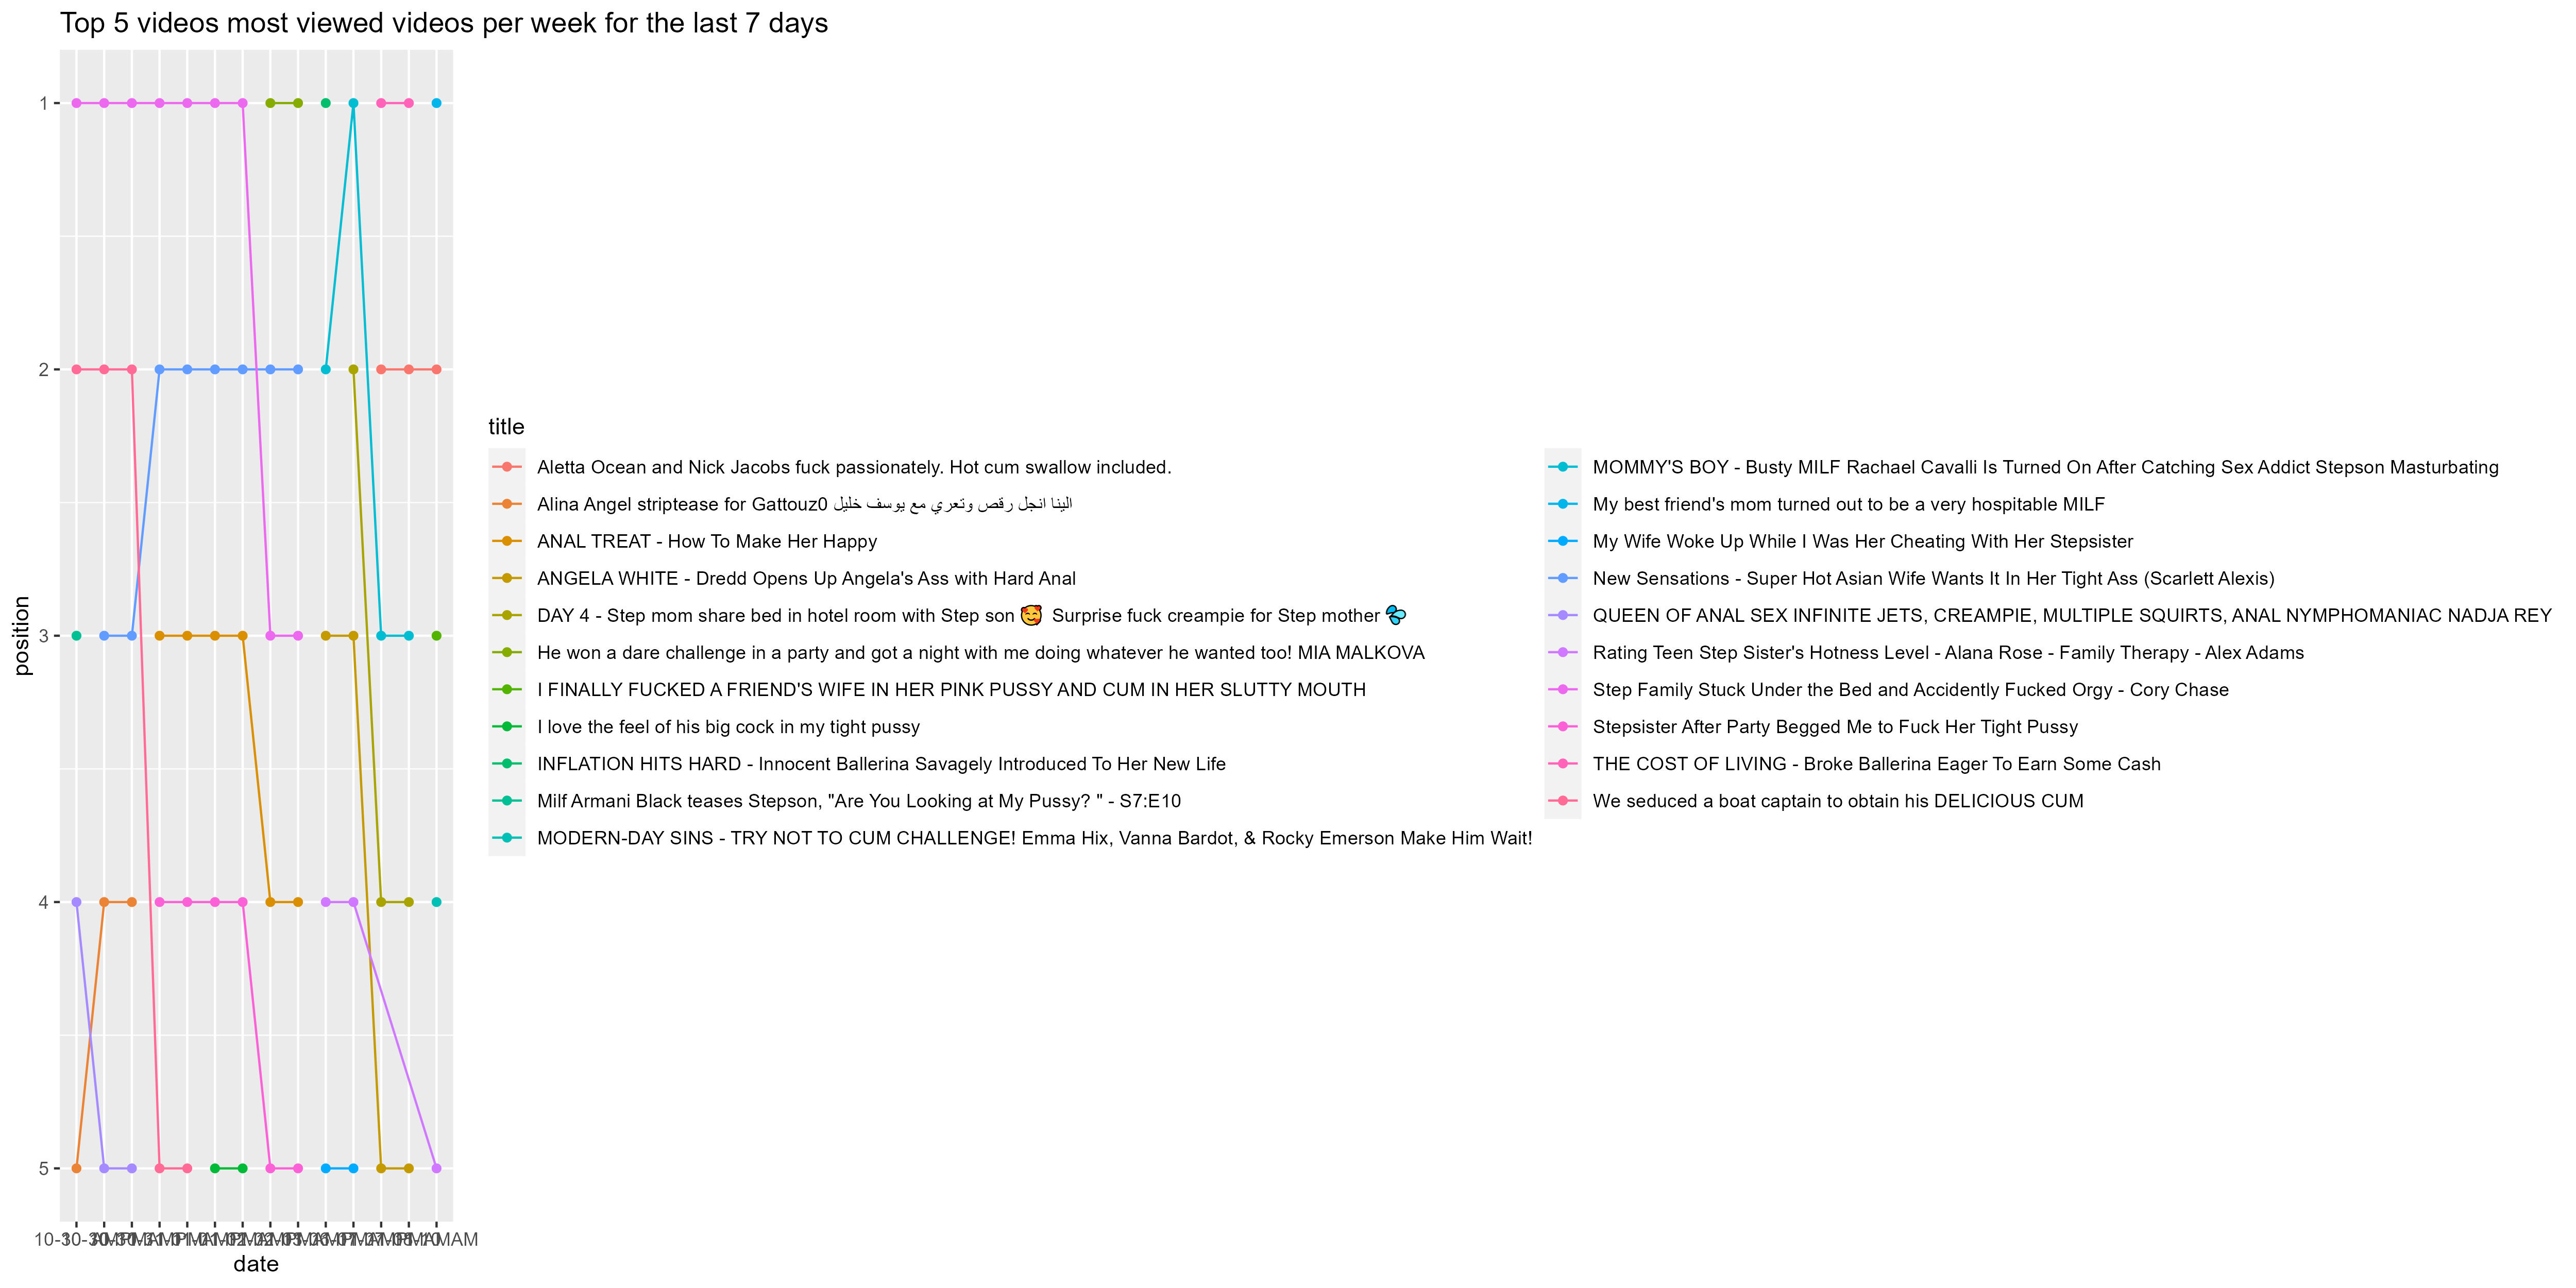 Top 5 videos most viewed videos per week for the last 7 days
1
2
3
4
5
position
date
title
Aletta Ocean and Nick Jacobs fuck passionately. Hot cum swallow included.
Alina Angel striptease for Gattouz0 الينا انجل رقص وتعري مع يوسف خليل
ANAL TREAT - How To Make Her Happy
ANGELA WHITE - Dredd Opens Up Angela's Ass with Hard Anal
DAY 4 - Step mom share bed in hotel room with Step son 🥰 Surprise fuck creampie for Step mother 💦
He won a dare challenge in a party and got a night with me doing whatever he wanted too! MIA MALKOVA
I FINALLY FUCKED A FRIEND'S WIFE IN HER PINK PUSSY AND CUM IN HER SLUTTY MOUTH
I love the feel of his big cock in my tight pussy
INFLATION HITS HARD - Innocent Ballerina Savagely Introduced To Her New Life
Milf Armani Black teases Stepson, "Are You Looking at My Pussy? " - S7:E10
MODERN-DAY SINS - TRY NOT TO CUM CHALLENGE! Emma Hix, Vanna Bardot, & Rocky Emerson Make Him Wait!
MOMMY'S BOY - Busty MILF Rachael Cavalli Is Turned On After Catching Sex Addict Stepson Masturbating
My best friend's mom turned out to be a very hospitable MILF
My Wife Woke Up While I Was Her Cheating With Her Stepsister
New Sensations - Super Hot Asian Wife Wants It In Her Tight Ass (Scarlett Alexis)
QUEEN OF ANAL SEX INFINITE JETS, CREAMPIE, MULTIPLE SQUIRTS, ANAL NYMPHOMANIAC NADJA REY
Rating Teen Step Sister's Hotness Level - Alana Rose - Family Therapy - Alex Adams
Step Family Stuck Under the Bed and Accidently Fucked Orgy - Cory Chase
Stepsister After Party Begged Me to Fuck Her Tight Pussy
THE COST OF LIVING - Broke Ballerina Eager To Earn Some Cash
We seduced a boat captain to obtain his DELICIOUS CUM